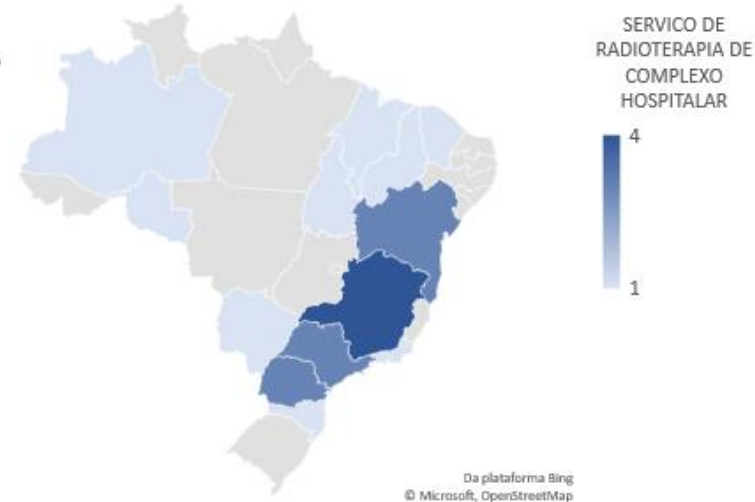 SERVICO DE
RADIOTERAPIA DE
COMPLEXO
HOSPITALAR
4
1
Da plataforma Bing
© Microsoft, OpenStreetMap